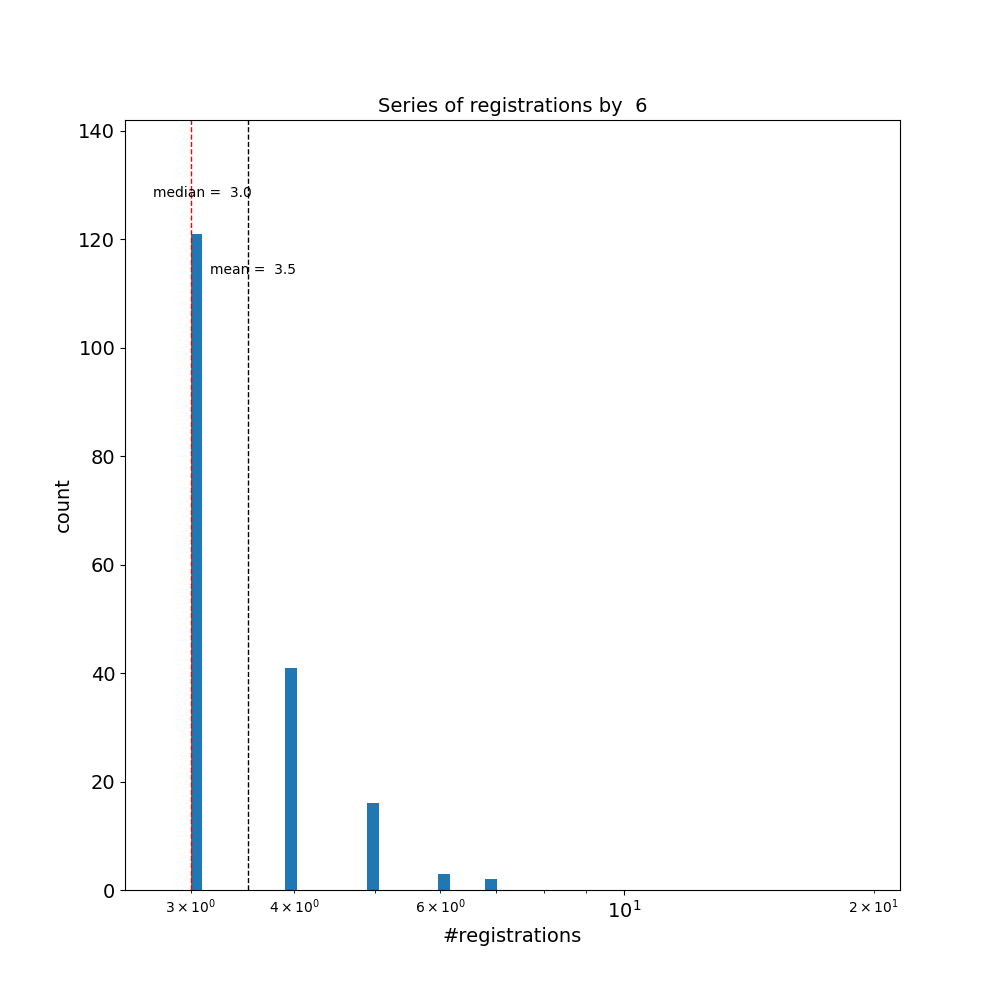 Series of registrations by  6
140
median =  3.0
120
mean =  3.5
100
80
count
60
40
20
0
3 × 10⁰
4 × 10⁰
6 × 10⁰
10¹
2 × 10¹
#registrations